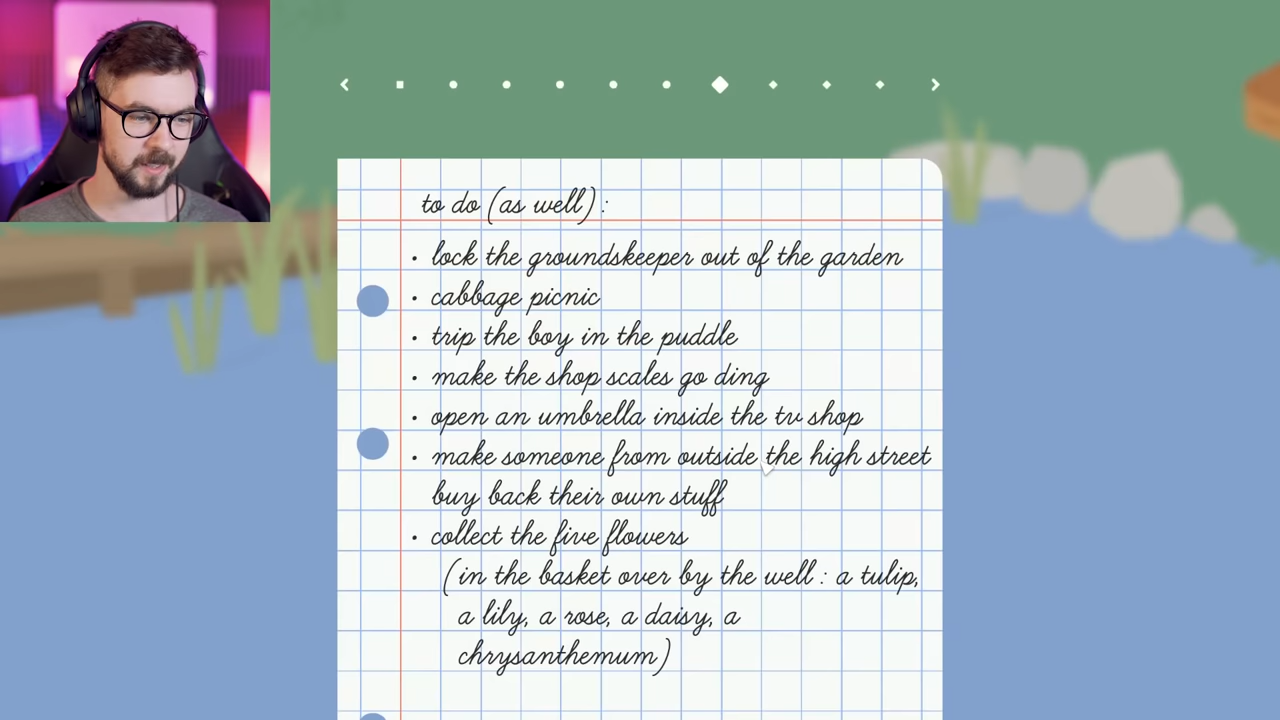 to do (as well) :
• lock the groundskeeper out of the garden
• cabbage picnic
• trip the boy in the puddle
• make the shop scales go ding
• open an umbrella inside the tv shop
• make someone from outside the high street
buy back their own stuff
• collect the five flowers
(in the basket over by the well : a tulip,
a lily, a rose, a daisy, a
chrysanthemum)